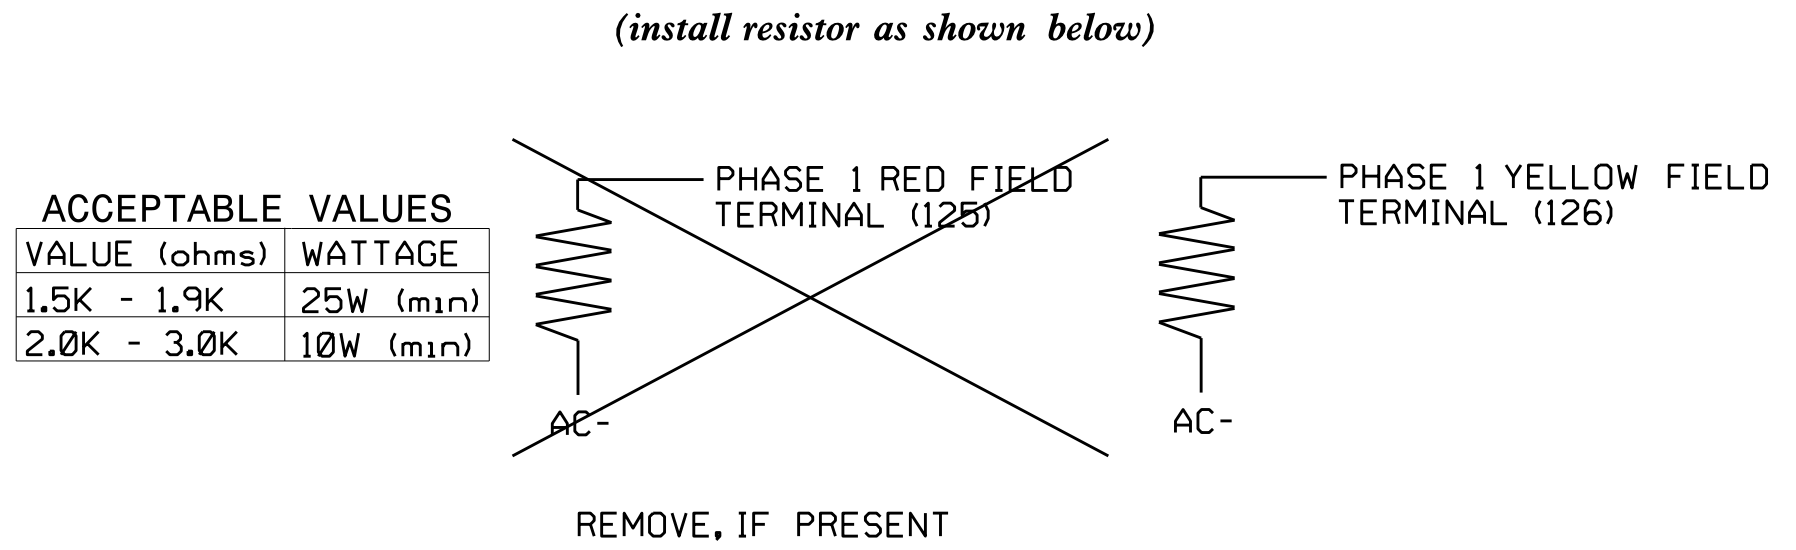 (install resistor as shown below)
ACCEPTABLE VALUES
VALUE (ohms) WATTAGE
1.5K - 1.9K 25W (min)
2.0K - 3.0K 10W (min)
PHASE 1 RED FIELD
TERMINAL (125)
AC-
REMOVE, IF PRESENT
PHASE 1 YELLOW FIELD
TERMINAL (126)
AC-